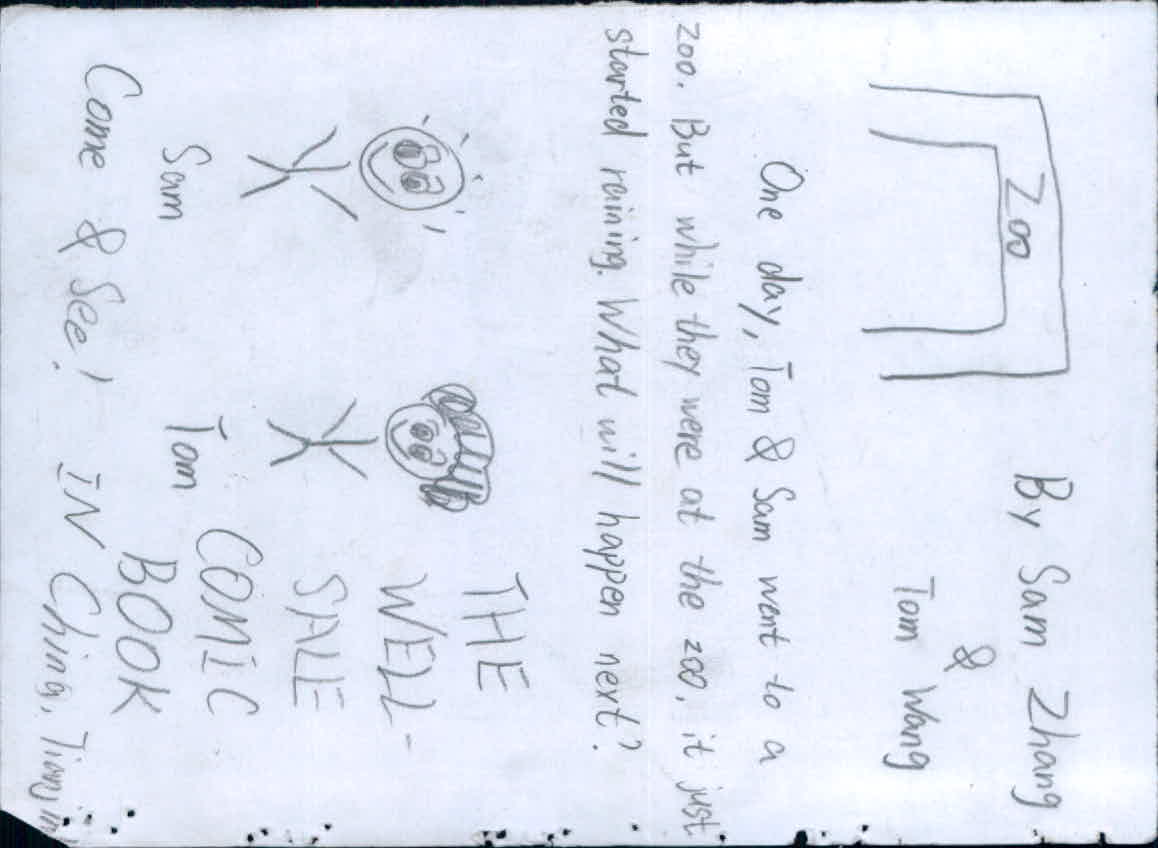 Zoo
By Sam Zhang
&
Tom Wang
One day, Tom & Sam went to a
zoo. But while they were at the zoo, it just
started raining. What will happen next?
THE
WELL-
SALE
COMIC
BOOK
IN China, Tianjin
Sam
Tom
Come & See!